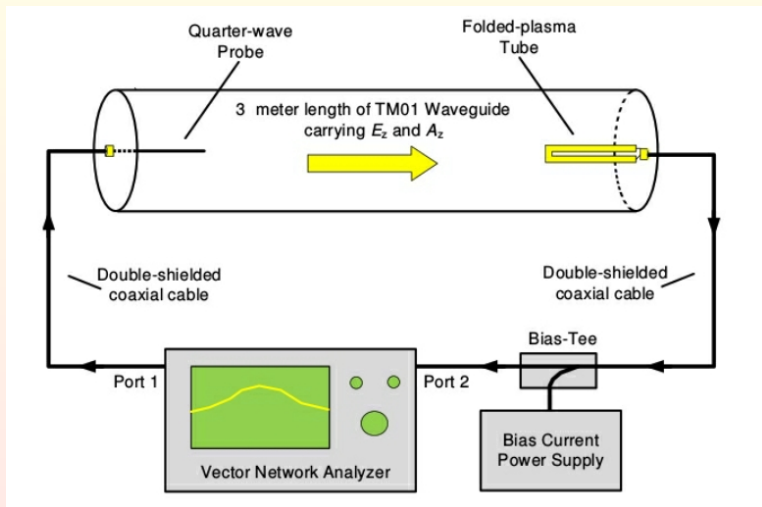 Quarter-wave
Probe
Folded-plasma
Tube
3 meter length of TM01 Waveguide
carrying Ez and Az
Double-shielded
coaxial cable
Double-shielded
coaxial cable
Bias-Tee
Port 1
Port 2
Vector Network Analyzer
Bias Current
Power Supply